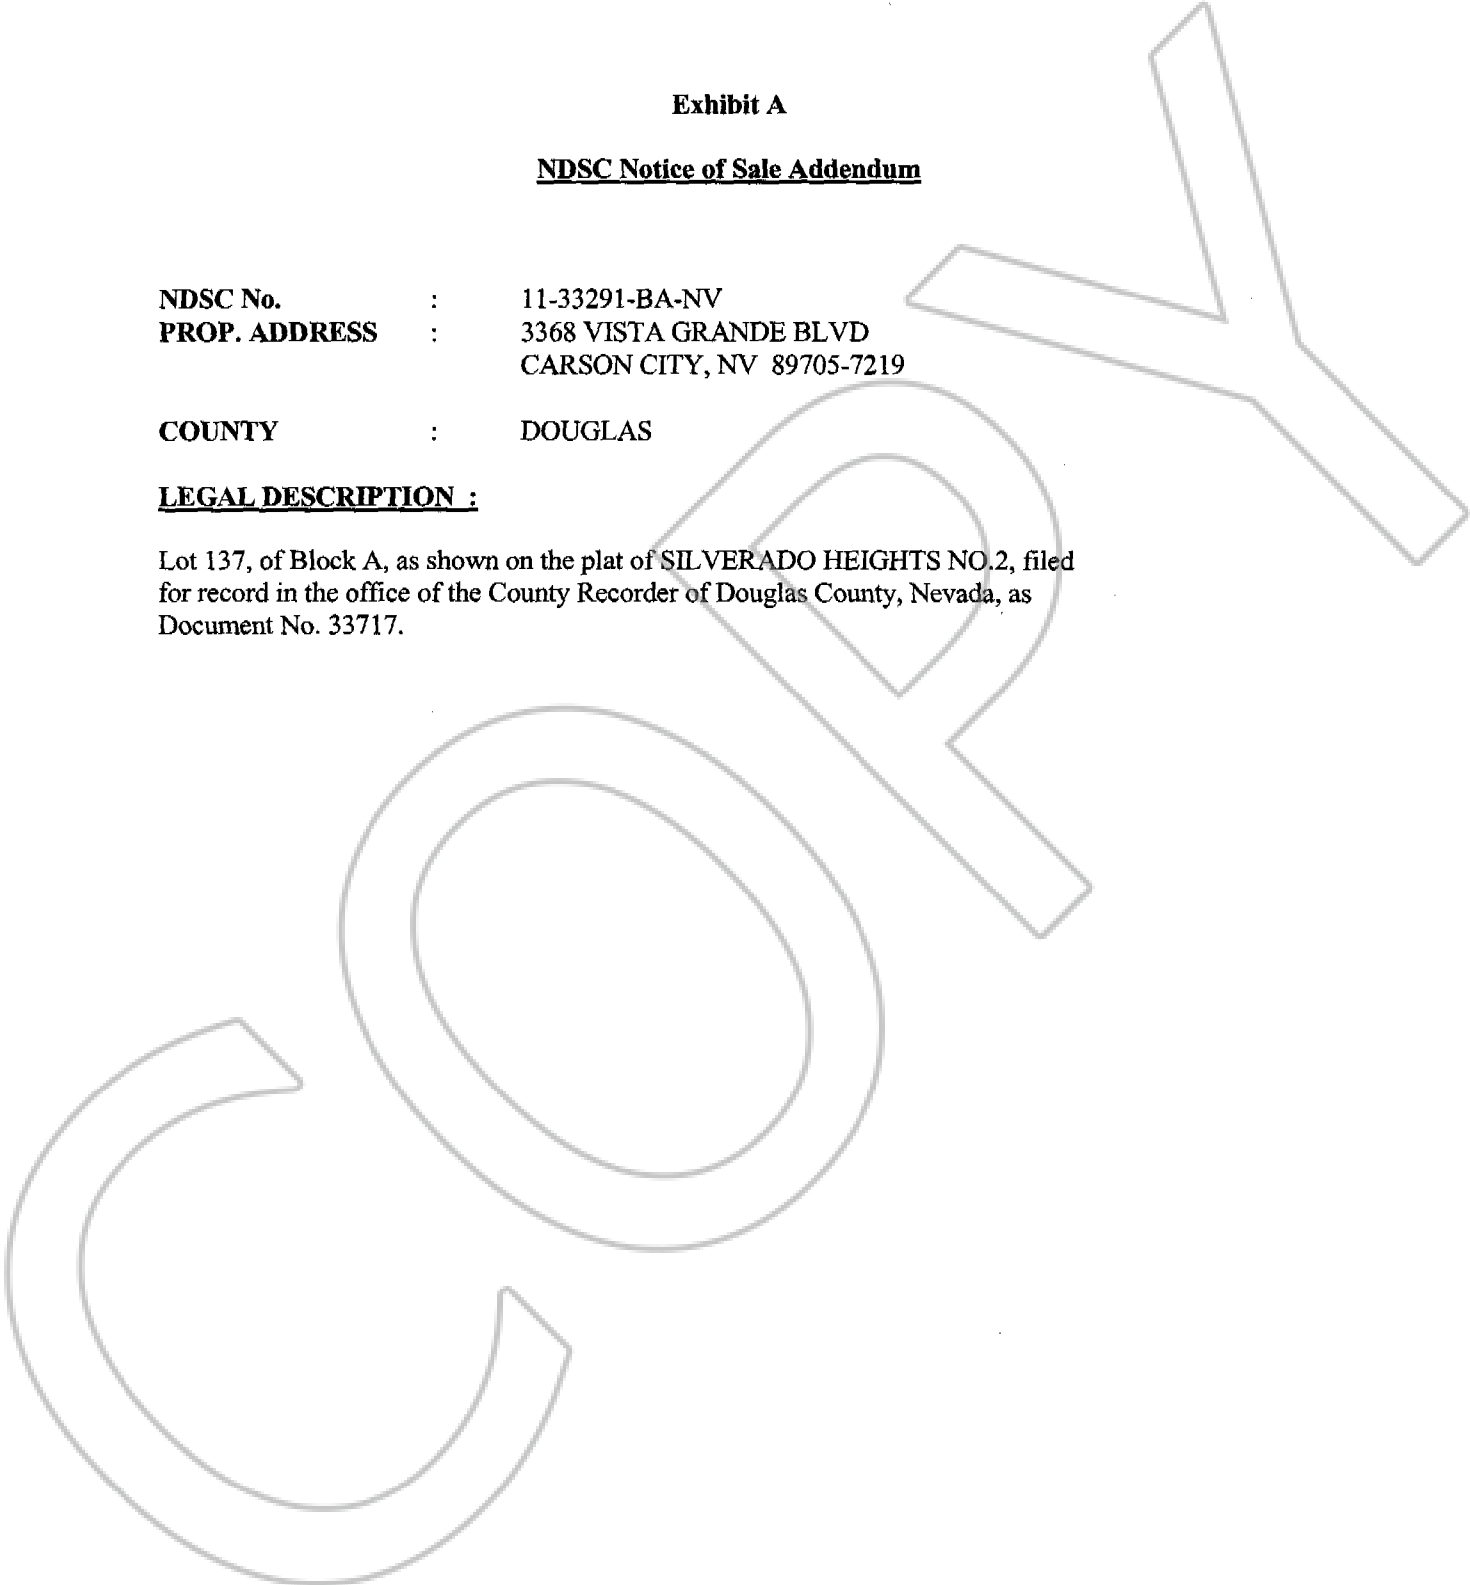 Exhibit A
NDSC Notice of Sale Addendum
NDSC No. : 11-33291-BA-NV
PROP. ADDRESS : 3368 VISTA GRANDE BLVD
CARSON CITY, NV 89705-7219
COUNTY : DOUGLAS
LEGAL DESCRIPTION :
Lot 137, of Block A, as shown on the plat of SILVERADO HEIGHTS NO.2, filed
for record in the office of the County Recorder of Douglas County, Nevada, as
Document No. 33717.
COPY